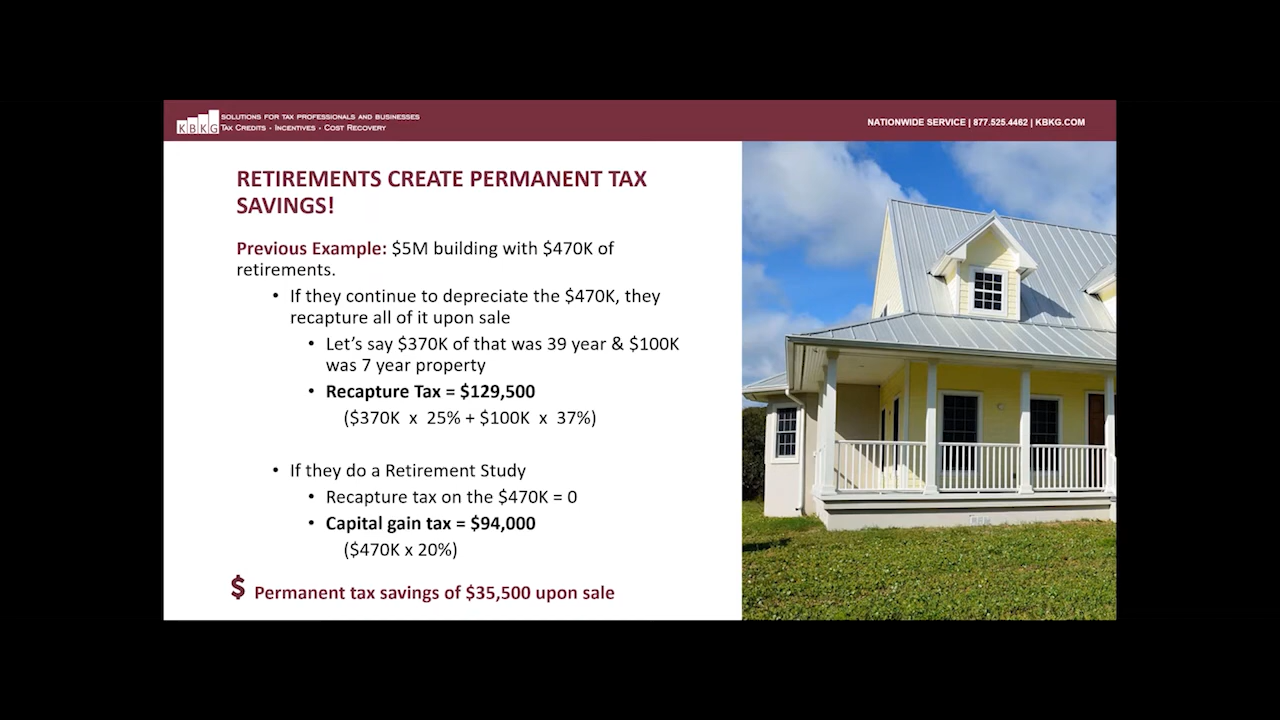 KBKG
SOLUTIONS FOR TAX PROFESSIONALS AND BUSINESSES
TAX CREDITS · INCENTIVES · COST RECOVERY
NATIONWIDE SERVICE | 877.525.4462 | KBKG.COM
RETIREMENTS CREATE PERMANENT TAX
SAVINGS!
Previous Example: $5M building with $470K of
retirements.
• If they continue to depreciate the $470K, they
recapture all of it upon sale
• Let’s say $370K of that was 39 year & $100K
was 7 year property
• Recapture Tax = $129,500
($370K x 25% + $100K x 37%)
• If they do a Retirement Study
• Recapture tax on the $470K = 0
• Capital gain tax = $94,000
($470K x 20%)
$ Permanent tax savings of $35,500 upon sale